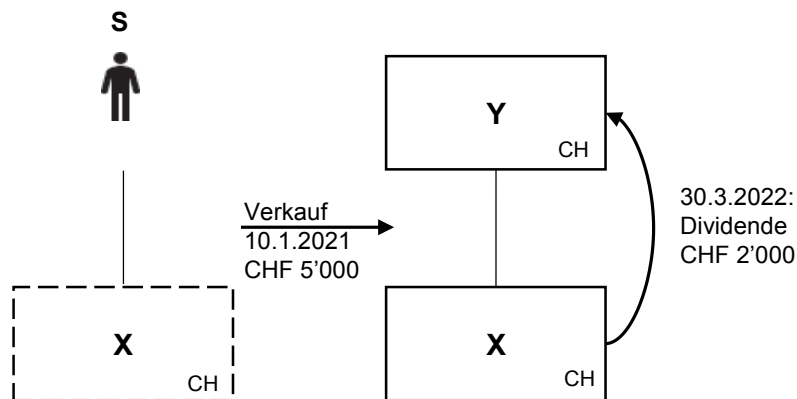 S
X
CH
Verkauf
10.1.2021
CHF 5’000
Y
CH
X
CH
30.3.2022:
Dividende
CHF 2’000